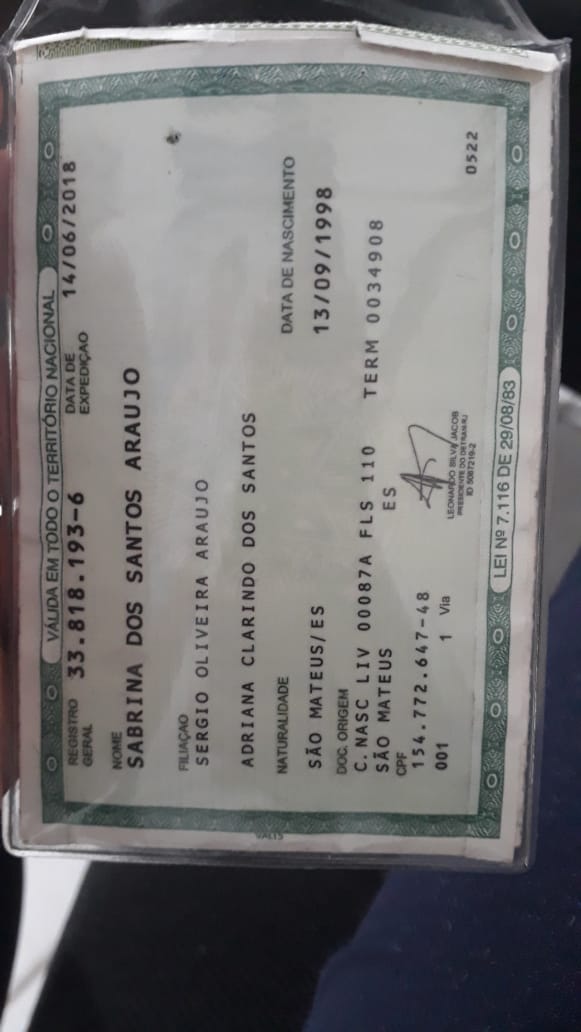 VÁLIDA EM TODO O TERRITÓRIO NACIONAL
REGISTRO GERAL 33.818.193-6 DATA DE EXPEDIÇÃO 14/06/2018
NOME
SABRINA DOS SANTOS ARAUJO
FILIAÇÃO
SERGIO OLIVEIRA ARAUJO
ADRIANA CLARINDO DOS SANTOS
NATURALIDADE DATA DE NASCIMENTO
SÃO MATEUS/ES 13/09/1998
DOC. ORIGEM
C. NASC LIV 00087A FLS 110 TERM 0034908
SÃO MATEUS ES
CPF
154.772.647-48
001 1 Via 0522
LEONARDO SILVA JACOB
PRESIDENTE DO DETRAN/RJ
ID 5087219-2
LEI Nº 7.116 DE 29/08/83